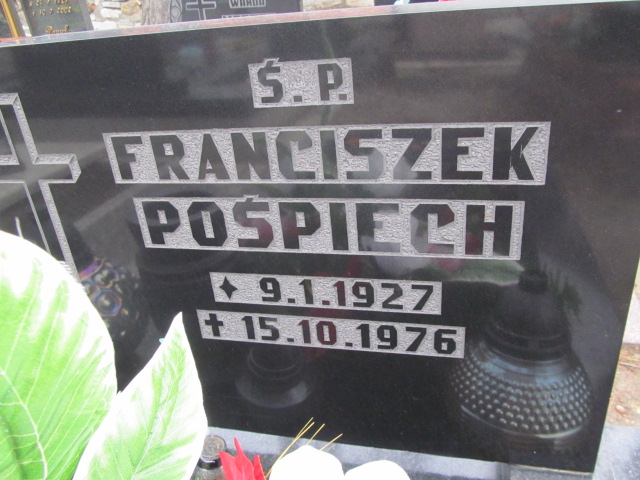 Ś. P.
FRANCISZEK
POŚPIECH
✦ 9.1.1927
✝ 15.10.1976